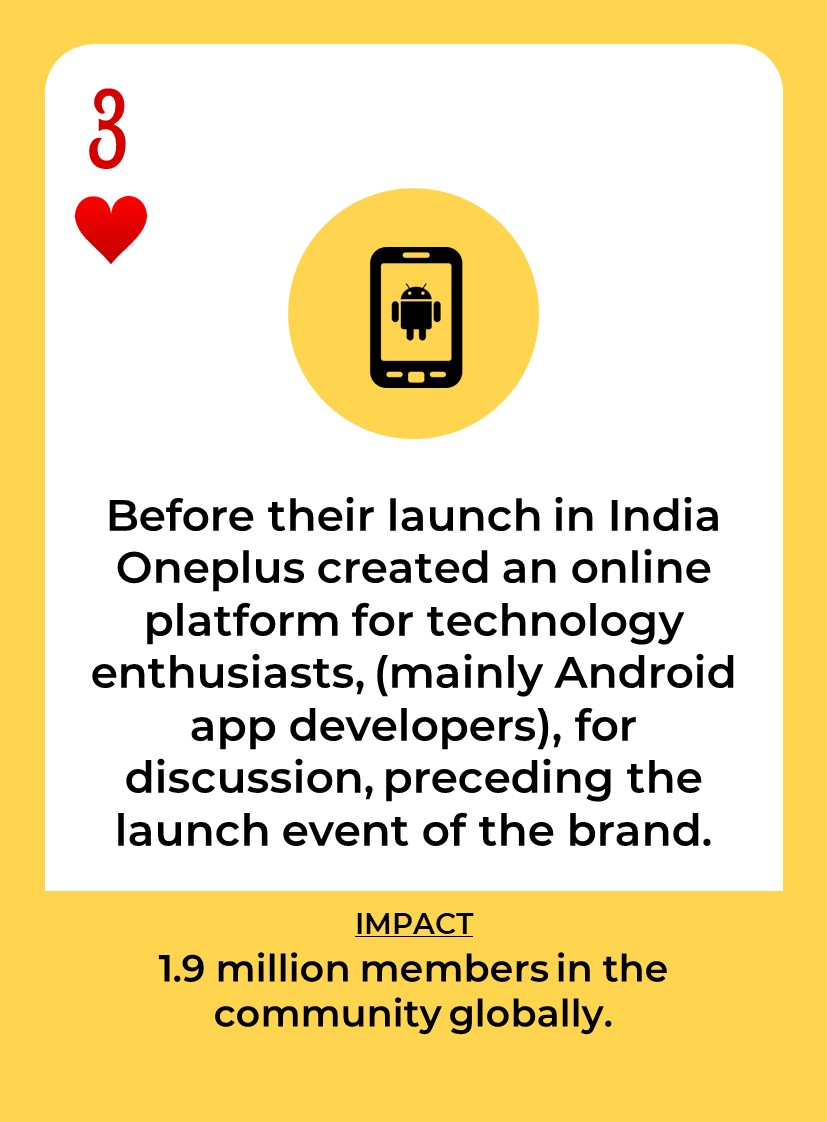 3
Before their launch in India
Oneplus created an online
platform for technology
enthusiasts, (mainly Android
app developers), for
discussion, preceding the
launch event of the brand.
IMPACT
1.9 million members in the
community globally.